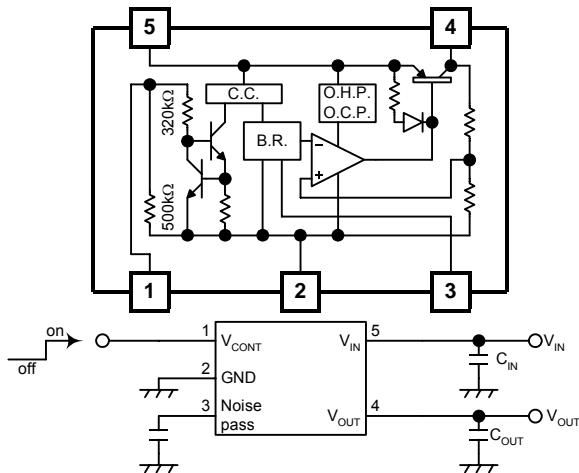 5
4
320kΩ
C.C.
O.H.P.
O.C.P.
B.R.
−
+
500kΩ
1
2
3
on
off
1
V_CONT
V_IN
5
V_IN
C_IN
2
GND
3
Noise
pass
V_OUT
4
V_OUT
C_OUT